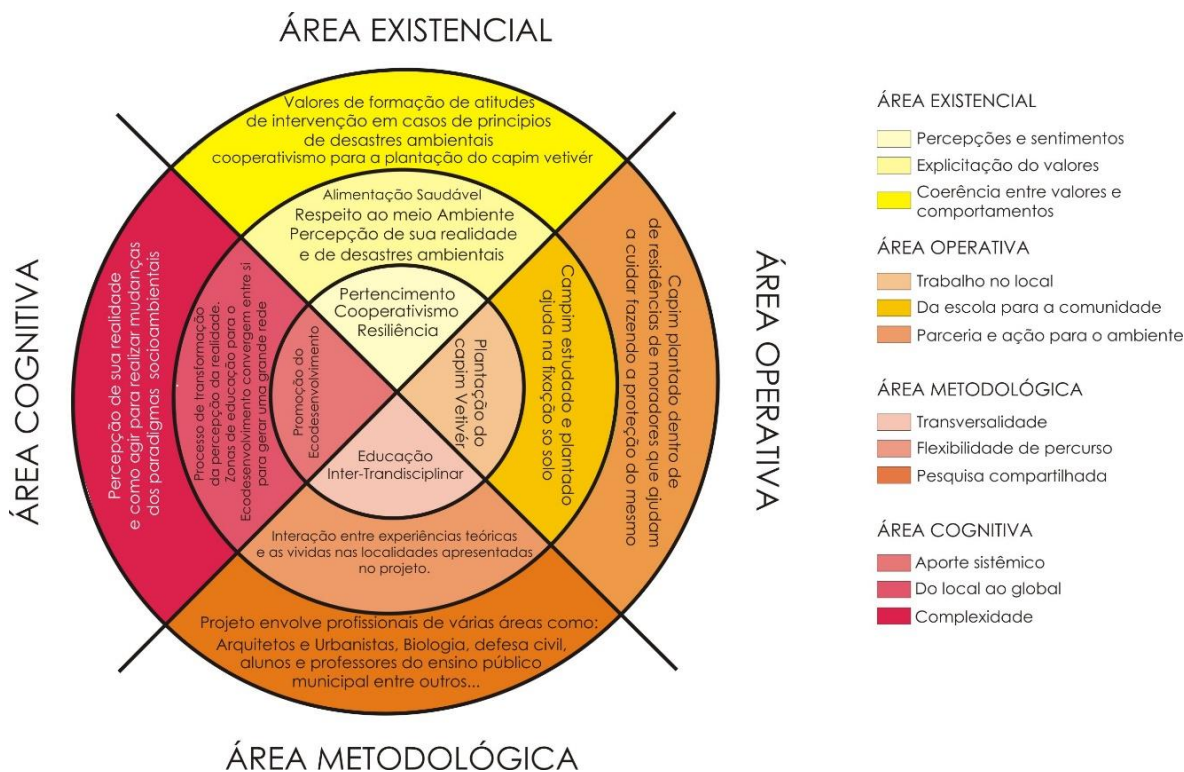 ÁREA EXISTENCIAL
Valores de formação de atitudes
de intervenção em casos de princípios
de desastres ambientais
cooperativismo para a plantação do capim vetivér
Alimentação Saudável
Respeito ao meio Ambiente
Percepção de sua realidade
e de desastres ambientais
Pertencimento
Cooperativismo
Resiliência
ÁREA COGNITIVA
Percepção de sua realidade
e como agir para realizar mudanças
dos paradigmas socioambientais
Processo de transformação
da percepção da realidade.
Zonas de educação para o
Ecodesenvolvimento convergem entre si
para gerar uma grande rede
Promoção do
Ecodesenvolvimento
Plantação do
capim Vetivér
Campim estudado e plantado
ajuda na fixação so solo
Capim plantado dentro de
de residências de moradores que ajudam
a cuidar fazendo a proteção do mesmo
ÁREA OPERATIVA
Educação
Inter-Trandisciplinar
Interação entre experiências teóricas
e as vividas nas localidades apresentadas
no projeto.
Projeto envolve profissionais de várias áreas como:
Arquitetos e Urbanistas, Biologia, defesa civil,
alunos e professores do ensino público
municipal entre outros...
ÁREA METODOLÓGICA
ÁREA EXISTENCIAL
Percepções e sentimentos
Explicitação do valores
Coerência entre valores e
comportamentos
ÁREA OPERATIVA
Trabalho no local
Da escola para a comunidade
Parceria e ação para o ambiente
ÁREA METODOLÓGICA
Transversalidade
Flexibilidade de percurso
Pesquisa compartilhada
ÁREA COGNITIVA
Aporte sistêmico
Do local ao global
Complexidade